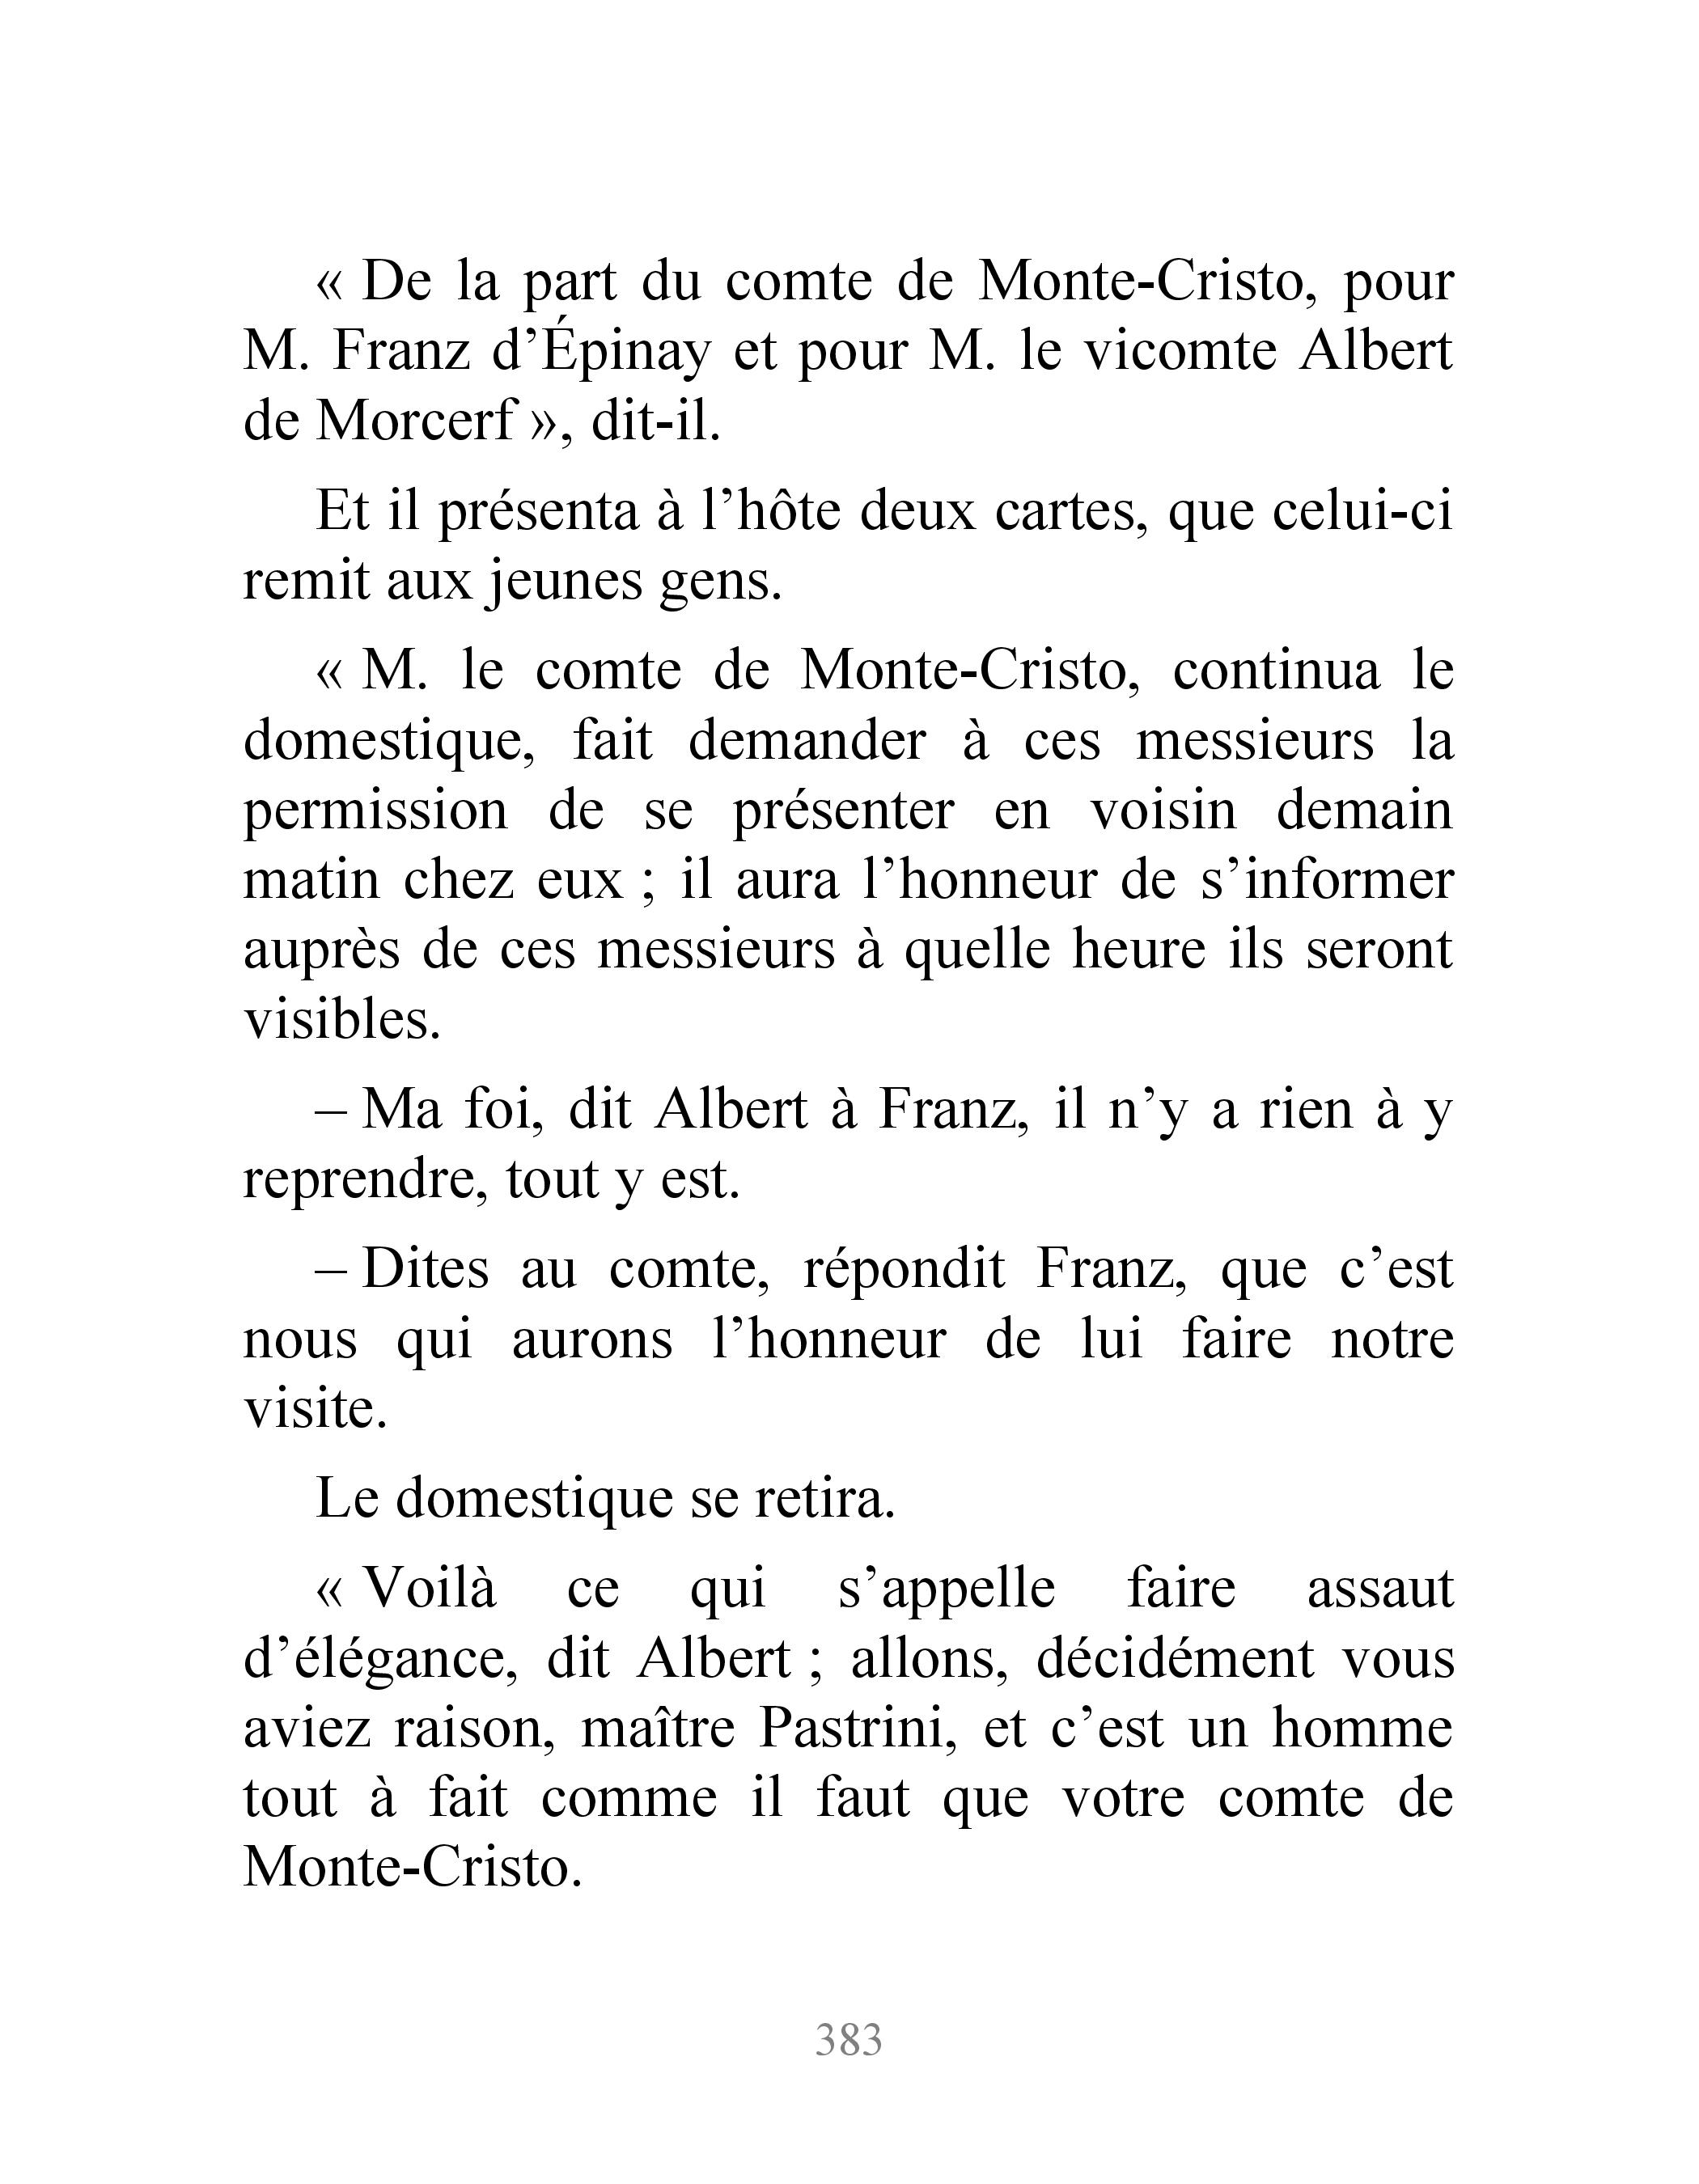 « De la part du comte de Monte-Cristo, pour
M. Franz d’Épinay et pour M. le vicomte Albert
de Morcerf », dit-il.
Et il présenta à l’hôte deux cartes, que celui-ci
remit aux jeunes gens.
« M. le comte de Monte-Cristo, continua le
domestique, fait demander à ces messieurs la
permission de se présenter en voisin demain
matin chez eux ; il aura l’honneur de s’informer
auprès de ces messieurs à quelle heure ils seront
visibles.
– Ma foi, dit Albert à Franz, il n’y a rien à y
reprendre, tout y est.
– Dites au comte, répondit Franz, que c’est
nous qui aurons l’honneur de lui faire notre
visite.
Le domestique se retira.
« Voilà ce qui s’appelle faire assaut
d’élégance, dit Albert ; allons, décidément vous
aviez raison, maître Pastrini, et c’est un homme
tout à fait comme il faut que votre comte de
Monte-Cristo.
383